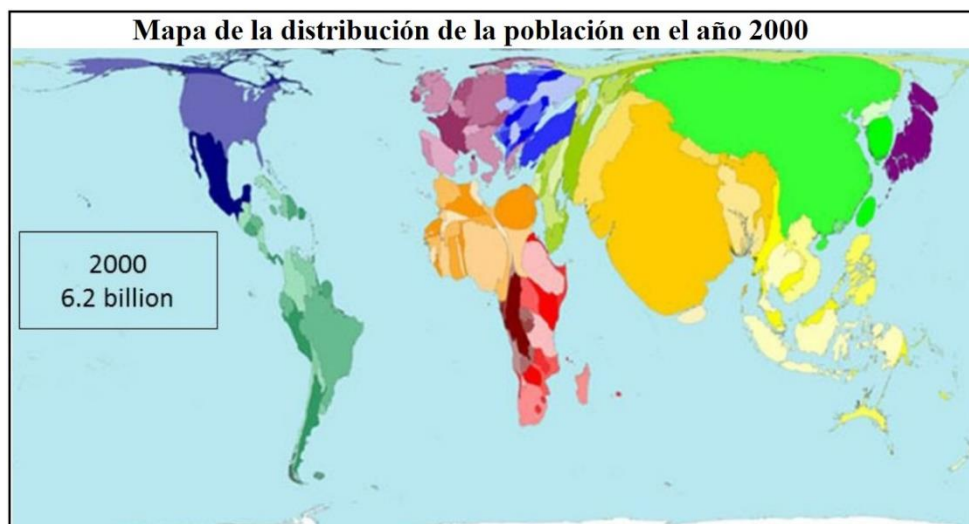 Mapa de la distribución de la población en el año 2000
2000
6.2 billion